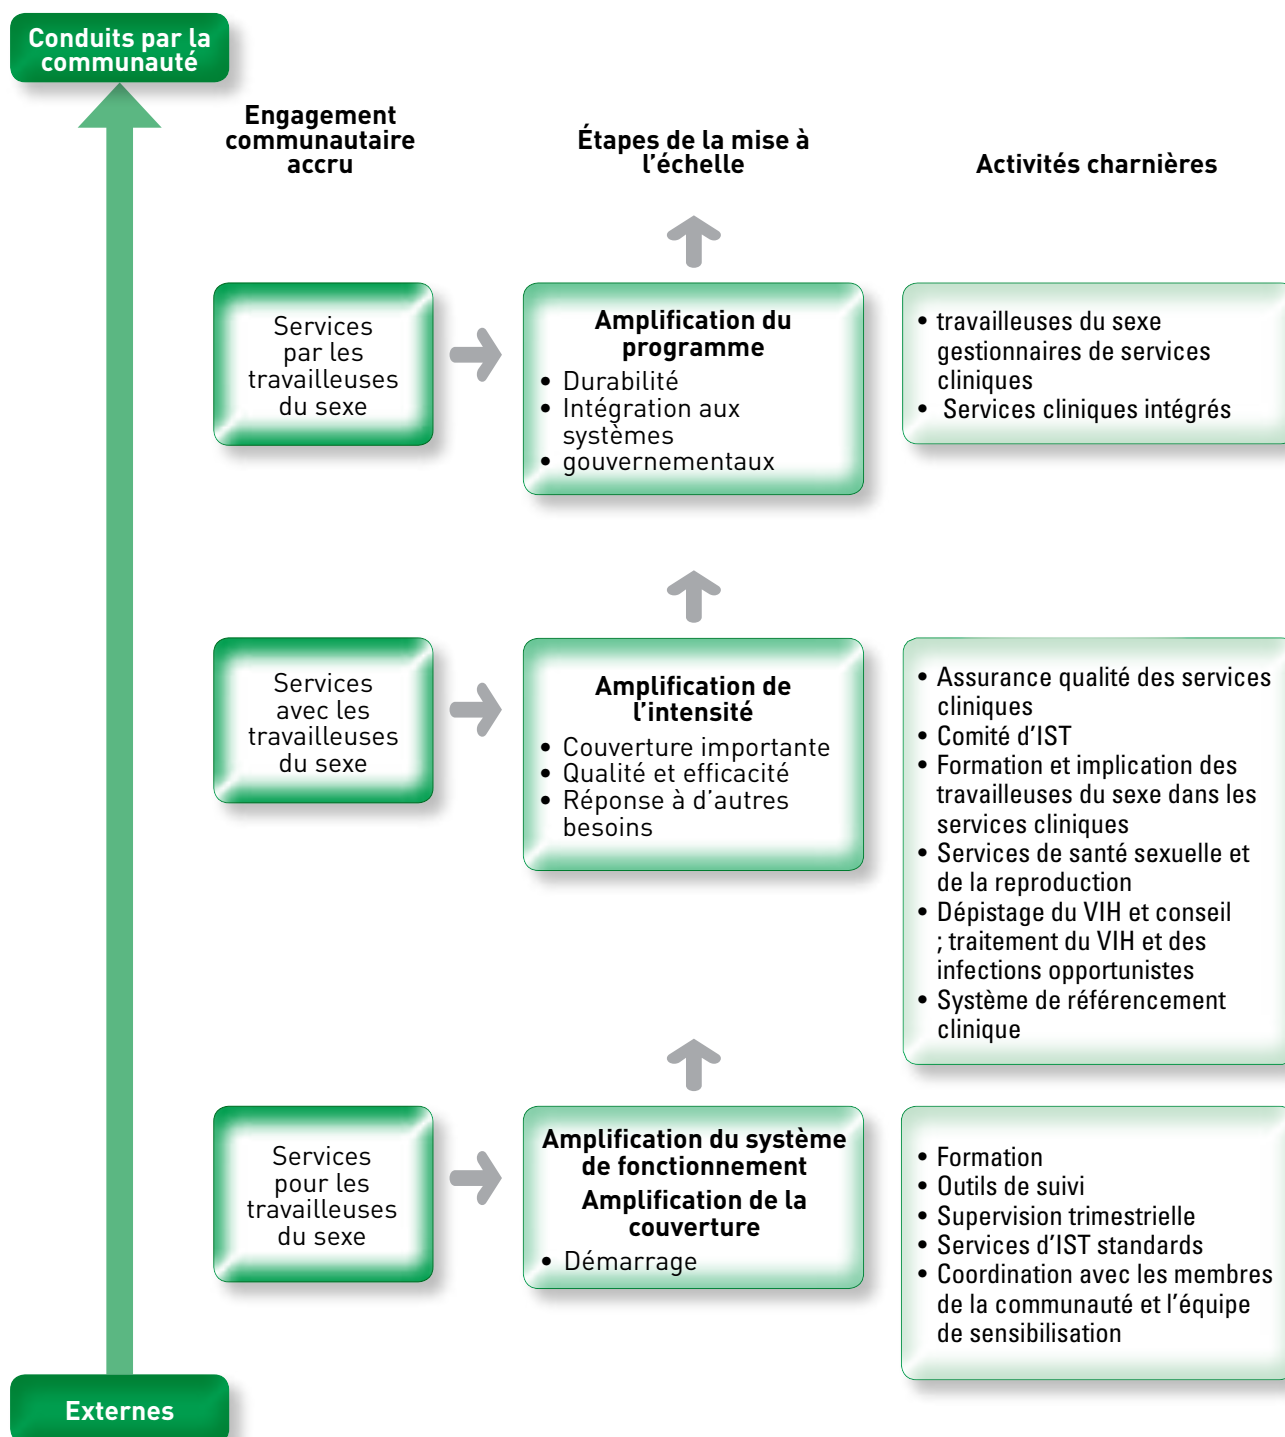 Conduits par la
communauté
Engagement
communautaire
accru
Étapes de la mise à
l’échelle
Activités charnières
Services
par les
travailleuses
du sexe
Amplification du
programme
• Durabilité
• Intégration aux
systèmes
• gouvernementaux
• travailleuses du sexe
gestionnaires de services
cliniques
• Services cliniques intégrés
Services
avec les
travailleuses
du sexe
Amplification de
l’intensité
• Couverture importante
• Qualité et efficacité
• Réponse à d’autres
besoins
• Assurance qualité des services
cliniques
• Comité d’IST
• Formation et implication des
travailleuses du sexe dans les
services cliniques
• Services de santé sexuelle et
de la reproduction
• Dépistage du VIH et conseil
; traitement du VIH et des
infections opportunistes
• Système de référencement
clinique
Services
pour les
travailleuses
du sexe
Amplification du système
de fonctionnement
Amplification de la
couverture
• Démarrage
• Formation
• Outils de suivi
• Supervision trimestrielle
• Services d’IST standards
• Coordination avec les membres
de la communauté et l’équipe
de sensibilisation
Externes